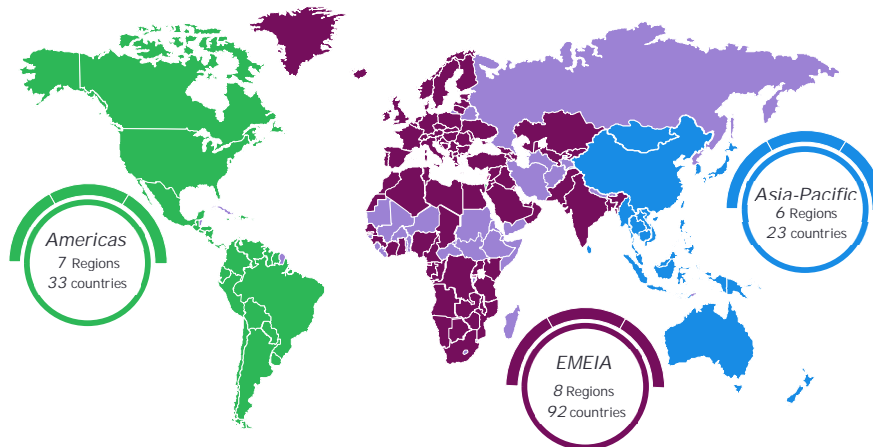 Americas
7 Regions
33 countries
Asia-Pacific
6 Regions
23 countries
EMEIA
8 Regions
92 countries